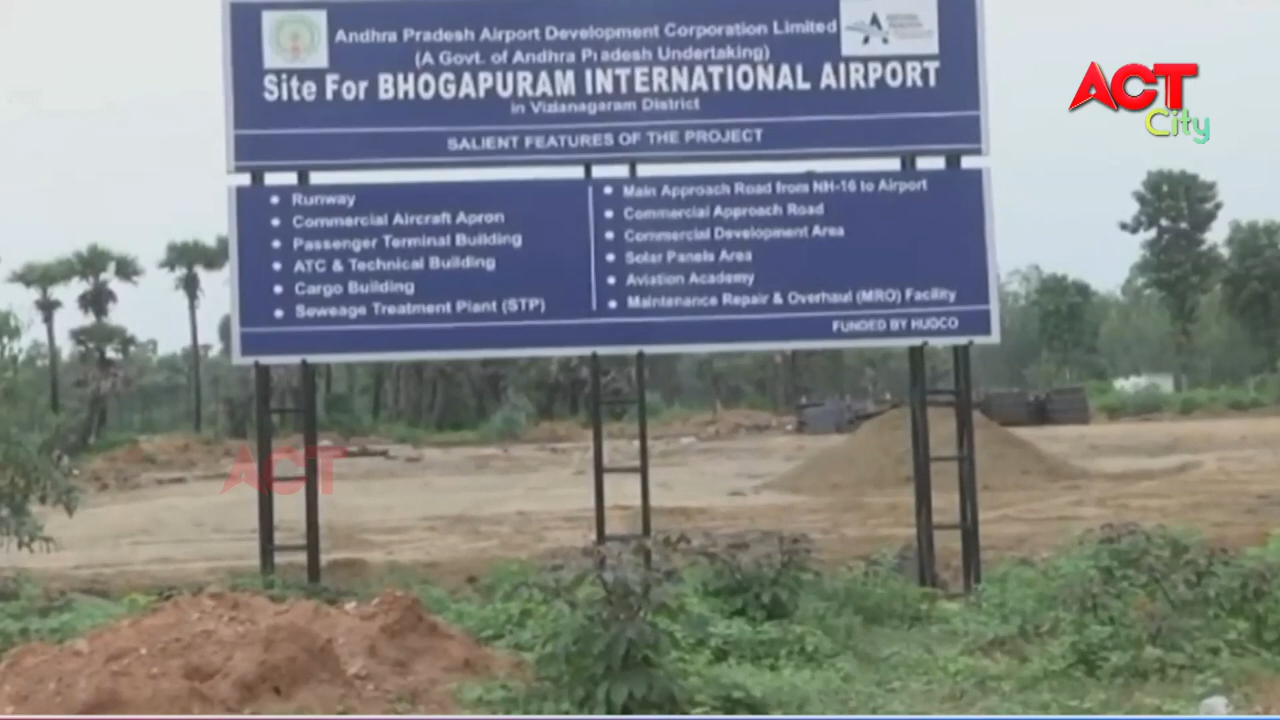 Andhra Pradesh Airport Development Corporation Limited
(A Govt. of Andhra Pradesh Undertaking)
Site For BHOGAPURAM INTERNATIONAL AIRPORT
in Vizianagaram District
SALIENT FEATURES OF THE PROJECT
Runway
Commercial Aircraft Apron
Passenger Terminal Building
ATC & Technical Building
Cargo Building
Seweage Treatment Plant (STP)
Main Approach Road from NH-16 to Airport
Commercial Approach Road
Commercial Development Area
Solar Panels Area
Aviation Academy
Maintenance Repair & Overhaul (MRO) Facility
FUNDED BY HUDCO
ACT
City
ACT